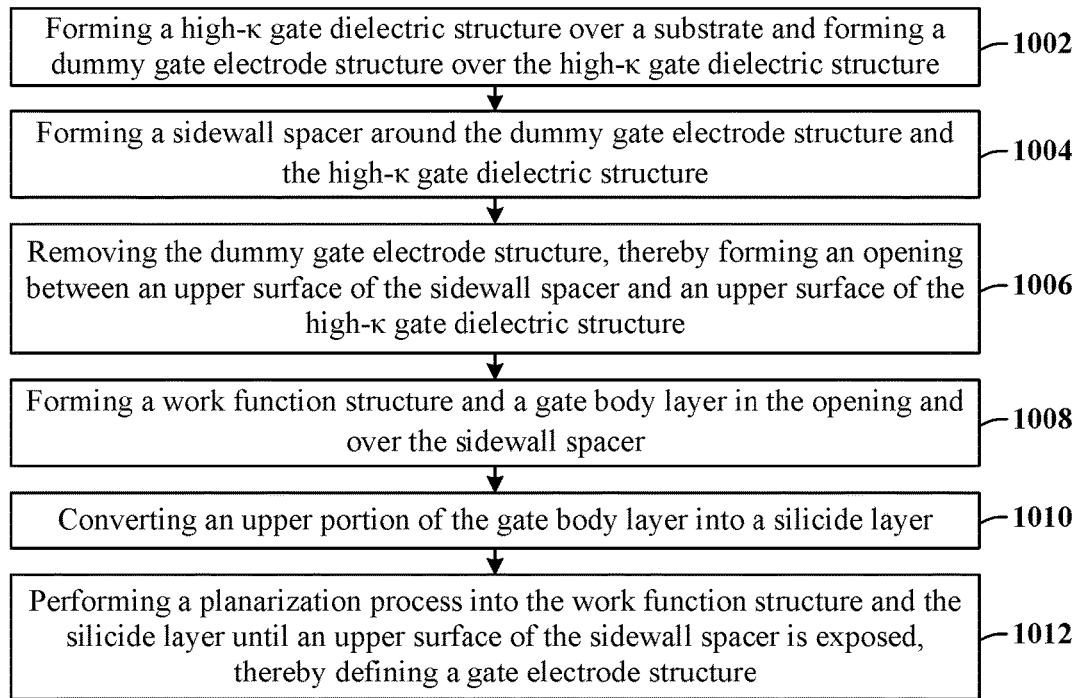 Forming a high-κ gate dielectric structure over a substrate and forming a
dummy gate electrode structure over the high-κ gate dielectric structure
1002
Forming a sidewall spacer around the dummy gate electrode structure and
the high-κ gate dielectric structure
1004
Removing the dummy gate electrode structure, thereby forming an opening
between an upper surface of the sidewall spacer and an upper surface of the
high-κ gate dielectric structure
1006
Forming a work function structure and a gate body layer in the opening and
over the sidewall spacer
1008
Converting an upper portion of the gate body layer into a silicide layer
1010
Performing a planarization process into the work function structure and the
silicide layer until an upper surface of the sidewall spacer is exposed,
thereby defining a gate electrode structure
1012